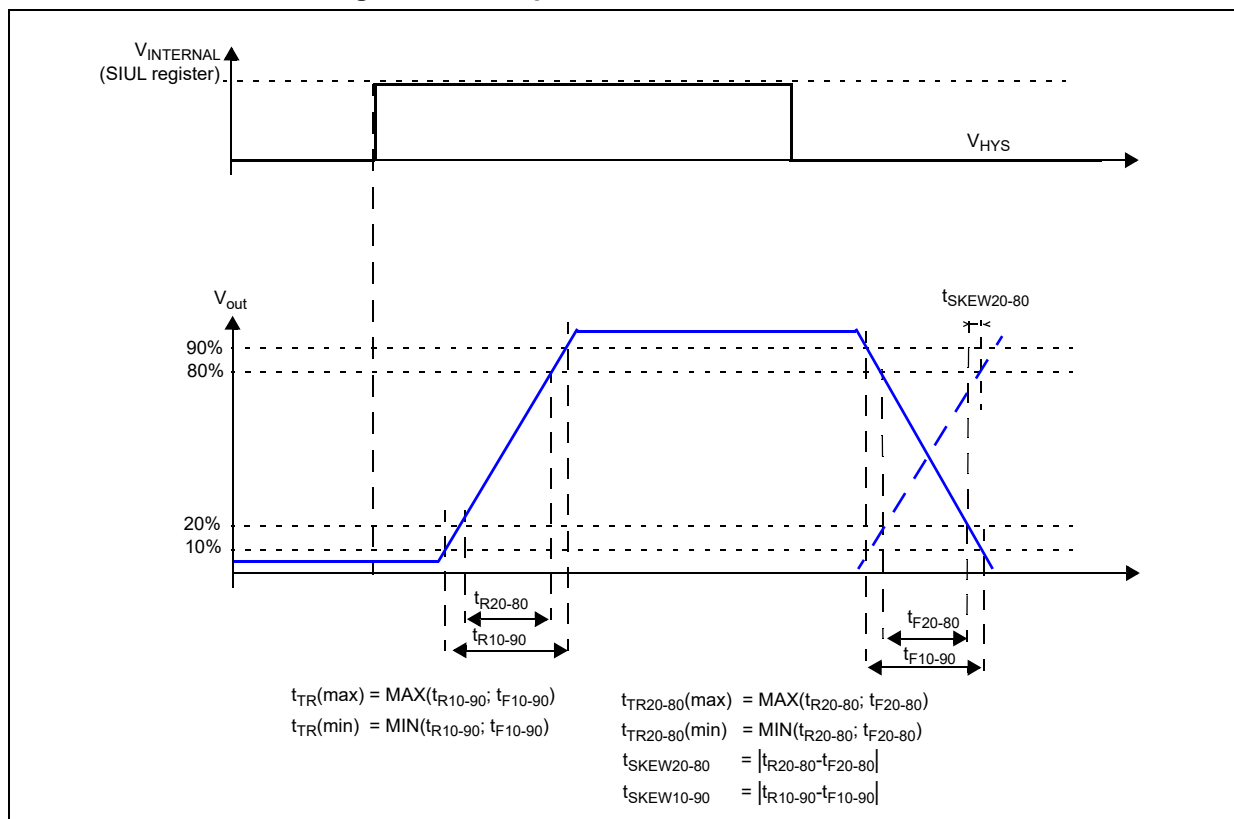 V_INTERNAL
(SIUL register)
V_HYS
t_SKEW20-80
V_out
90%
80%
20%
10%
t_R20-80
t_R10-90
t_F20-80
t_F10-90
t_TR(max) = MAX(t_R10-90; t_F10-90)
t_TR(min) = MIN(t_R10-90; t_F10-90)
t_TR20-80(max) = MAX(t_R20-80; t_F20-80)
t_TR20-80(min) = MIN(t_R20-80; t_F20-80)
t_SKEW20-80 = |t_R20-80-t_F20-80|
t_SKEW10-90 = |t_R10-90-t_F10-90|